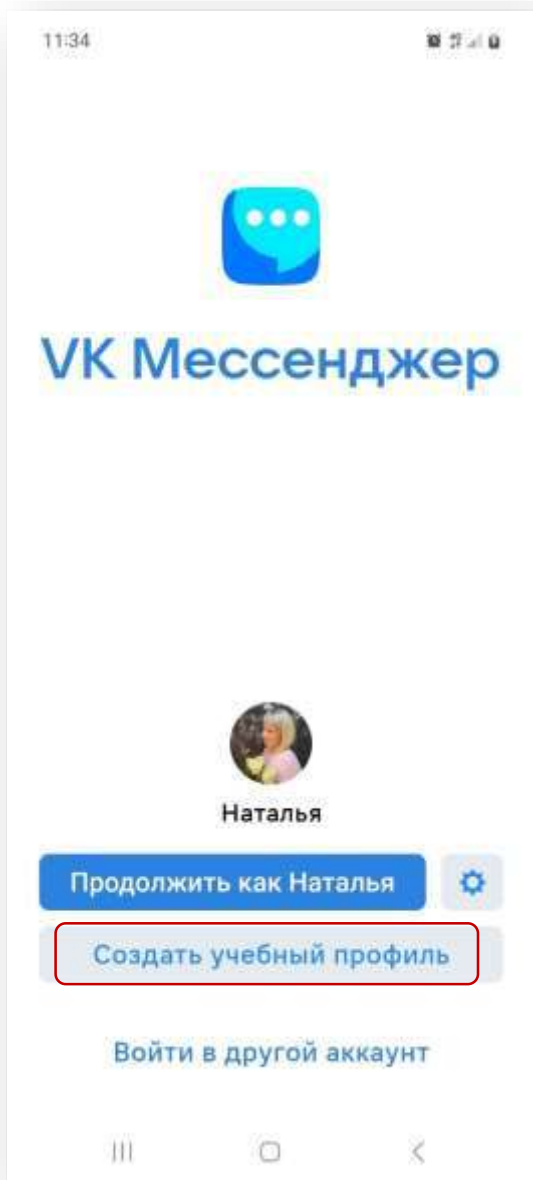 11:34
VK Мессенджер
Наталья
Продолжить как Наталья
Создать учебный профиль
Войти в другой аккаунт